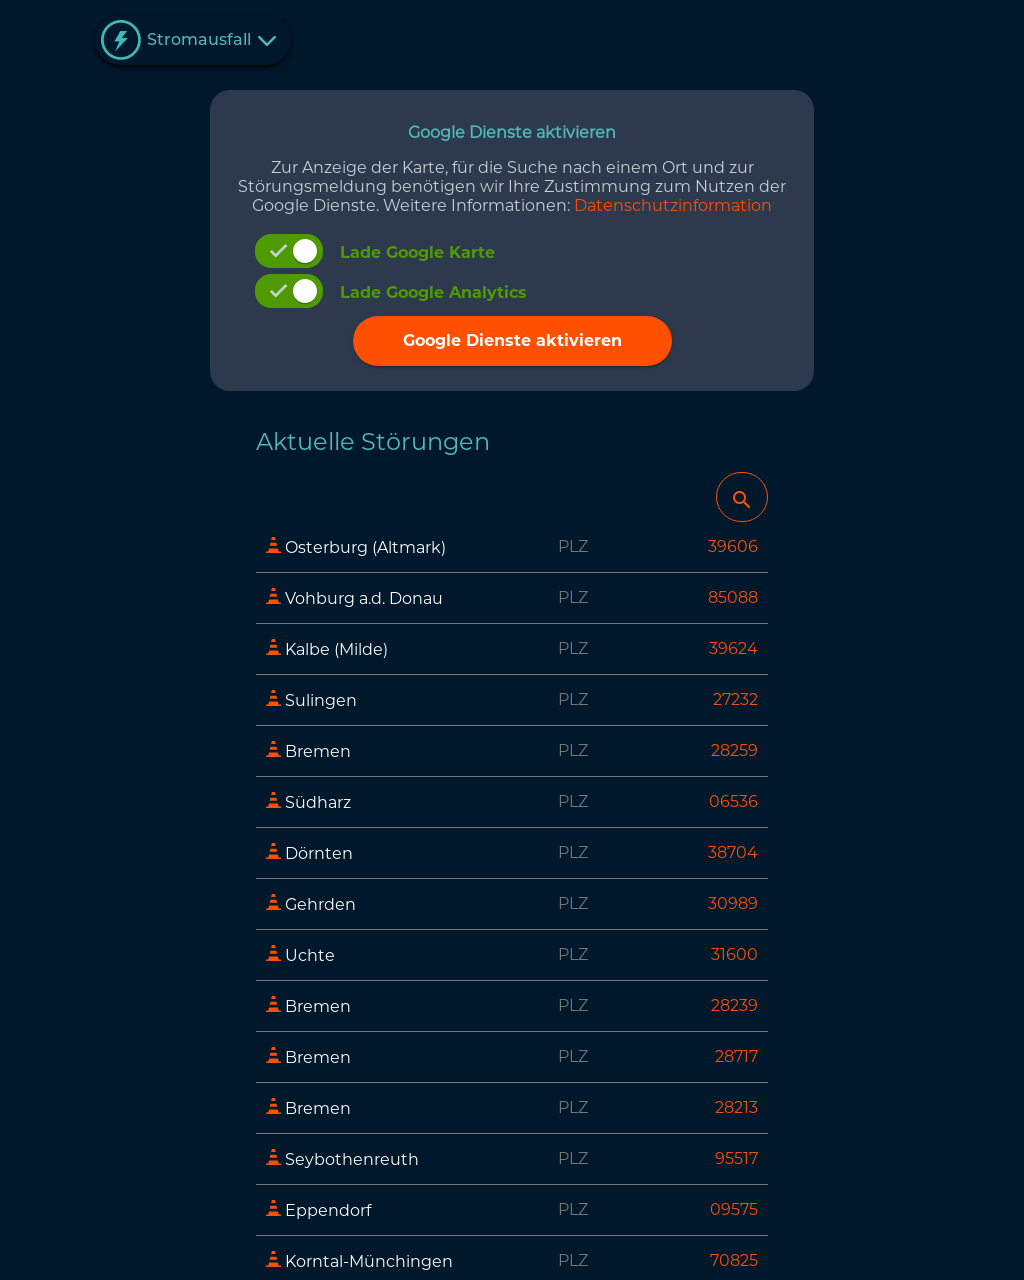 Stromausfall
Google Dienste aktivieren
Zur Anzeige der Karte, für die Suche nach einem Ort und zur
Störungsmeldung benötigen wir Ihre Zustimmung zum Nutzen der
Google Dienste. Weitere Informationen: Datenschutzinformation
Lade Google Karte
Lade Google Analytics
Google Dienste aktivieren
Aktuelle Störungen
Osterburg (Altmark) PLZ 39606
Vohburg a.d. Donau PLZ 85088
Kalbe (Milde) PLZ 39624
Sulingen PLZ 27232
Bremen PLZ 28259
Südharz PLZ 06536
Dörnten PLZ 38704
Gehrden PLZ 30989
Uchte PLZ 31600
Bremen PLZ 28239
Bremen PLZ 28717
Bremen PLZ 28213
Seybothenreuth PLZ 95517
Eppendorf PLZ 09575
Korntal-Münchingen PLZ 70825